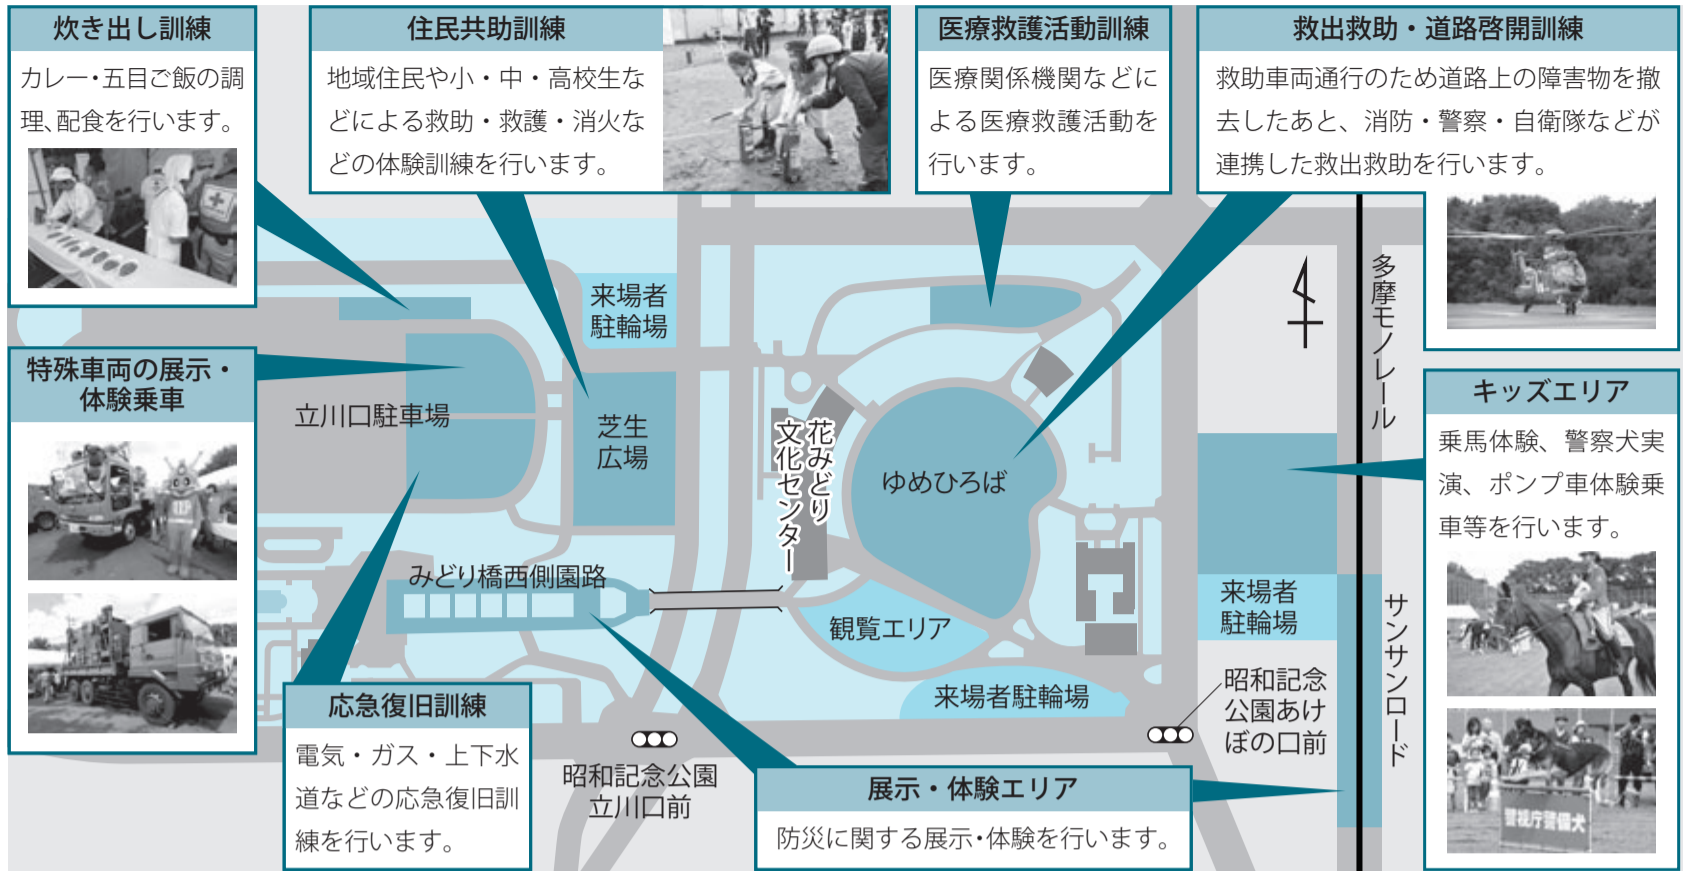 炊き出し訓練
カレー・五目ご飯の調
理、配食を行います。
住民共助訓練
地域住民や小・中・高校生な
どによる救助・救護・消火な
どの体験訓練を行います。
医療救護活動訓練
医療関係機関などに
よる医療救護活動を
行います。
救出救助・道路啓開訓練
救助車両通行のため道路上の障害物を撤
去したあと、消防・警察・自衛隊などが
連携した救出救助を行います。
特殊車両の展示・
体験乗車
立川口駐車場
来場者
駐輪場
芝生
広場
花みどり
文化センター
ゆめひろば
多摩モノレール
キッズエリア
乗馬体験、警察犬実
演、ポンプ車体験乗
車等を行います。
警視庁警備犬
みどり橋西側園路
観覧エリア
来場者
駐輪場
サンサンロード
来場者駐輪場
昭和記念
公園あけ
ぼの口前
応急復旧訓練
電気・ガス・上下水
道などの応急復旧訓
練を行います。
昭和記念公園
立川口前
展示・体験エリア
防災に関する展示・体験を行います。